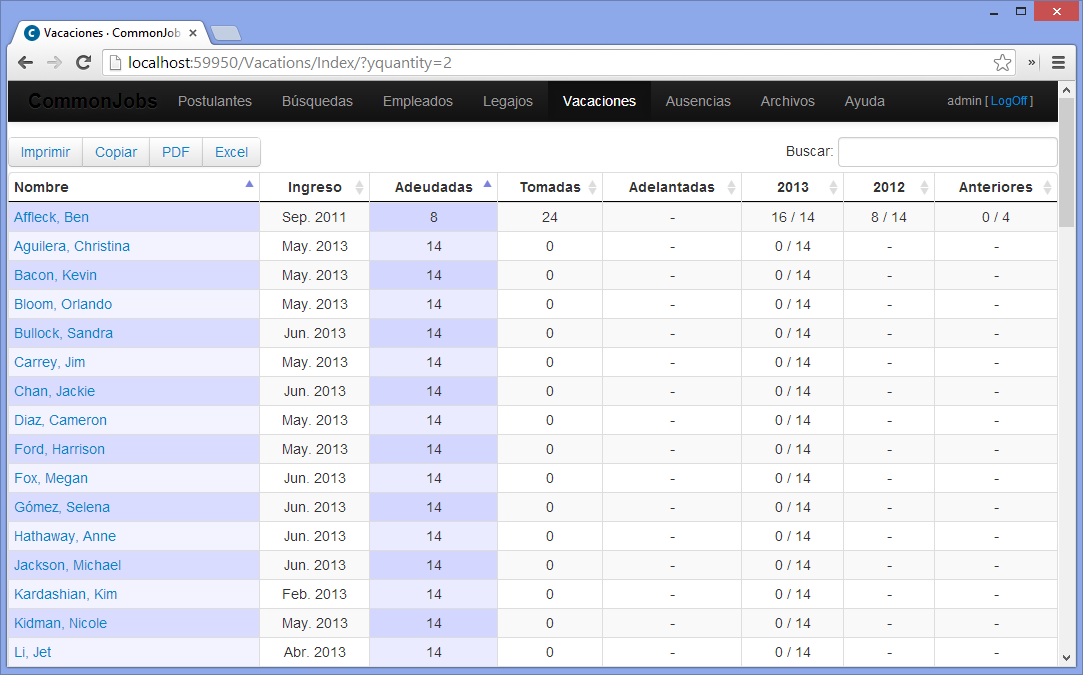 Vacaciones · CommonJob
localhost:59950/Vacations/Index/?yquantity=2
CommonJobs Postulantes Búsquedas Empleados Legajos Vacaciones Ausencias Archivos Ayuda admin [ LogOff ]
Imprimir Copiar PDF Excel Buscar:
Nombre Ingreso Adeudadas Tomadas Adelantadas 2013 2012 Anteriores
Affleck, Ben Sep. 2011 8 24 - 16 / 14 8 / 14 0 / 4
Aguilera, Christina May. 2013 14 0 - 0 / 14 - -
Bacon, Kevin May. 2013 14 0 - 0 / 14 - -
Bloom, Orlando May. 2013 14 0 - 0 / 14 - -
Bullock, Sandra Jun. 2013 14 0 - 0 / 14 - -
Carrey, Jim May. 2013 14 0 - 0 / 14 - -
Chan, Jackie Jun. 2013 14 0 - 0 / 14 - -
Diaz, Cameron May. 2013 14 0 - 0 / 14 - -
Ford, Harrison May. 2013 14 0 - 0 / 14 - -
Fox, Megan Jun. 2013 14 0 - 0 / 14 - -
Gómez, Selena Jun. 2013 14 0 - 0 / 14 - -
Hathaway, Anne Jun. 2013 14 0 - 0 / 14 - -
Jackson, Michael Jun. 2013 14 0 - 0 / 14 - -
Kardashian, Kim Feb. 2013 14 0 - 0 / 14 - -
Kidman, Nicole May. 2013 14 0 - 0 / 14 - -
Li, Jet Abr. 2013 14 0 - 0 / 14 - -